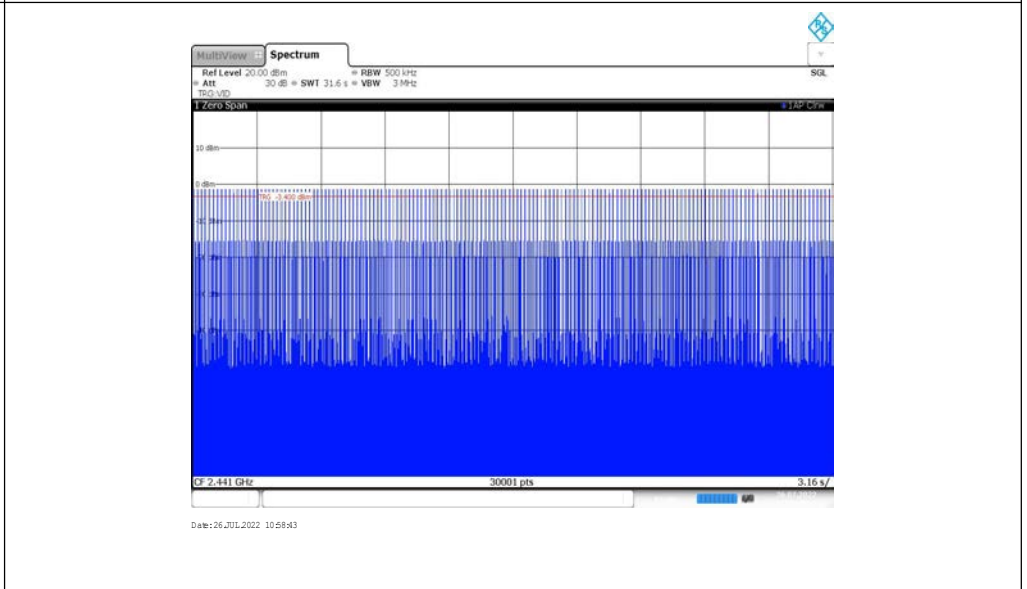 MultiView Spectrum
Ref Level 20.00 dBm RBW 500 kHz SGL
Att 30 dB SWT 31.6 s VBW 3 MHz
TRG:VID
1 Zero Span 1AP Clrw
10 dBm
0 dBm
TRG -3.400 dBm
CF 2.441 GHz 30001 pts 3.16 s/
Date: 26.JUL.2022 10:58:43